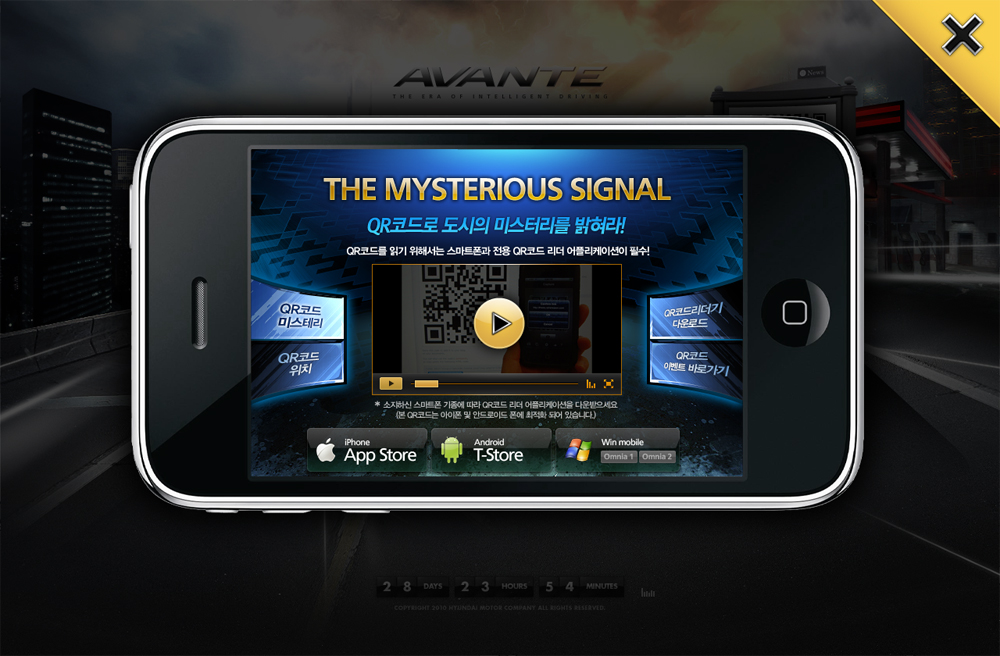 AVANTE
THE ERA OF INTELLIGENT DRIVING
THE MYSTERIOUS SIGNAL
QR코드로 도시의 미스터리를 밝혀라!
QR코드를 읽기 위해서는 스마트폰과 전용 QR코드 리더 어플리케이션이 필수!
QR코드
미스테리
QR코드
위치
QR코드리더기
다운로드
QR코드
이벤트 바로가기
* 소지하신 스마트폰 기종에 따라 QR코드 리더 어플리케이션을 다운받으세요
(본 QR코드는 아이폰 및 안드로이드 폰에 최적화 되어 있습니다.)
iPhone
App Store
Android
T-Store
Win mobile
Omnia 1 Omnia 2
28 DAYS 23 HOURS 54 MINUTES
COPYRIGHT 2010 HYUNDAI MOTOR COMPANY ALL RIGHTS RESERVED.